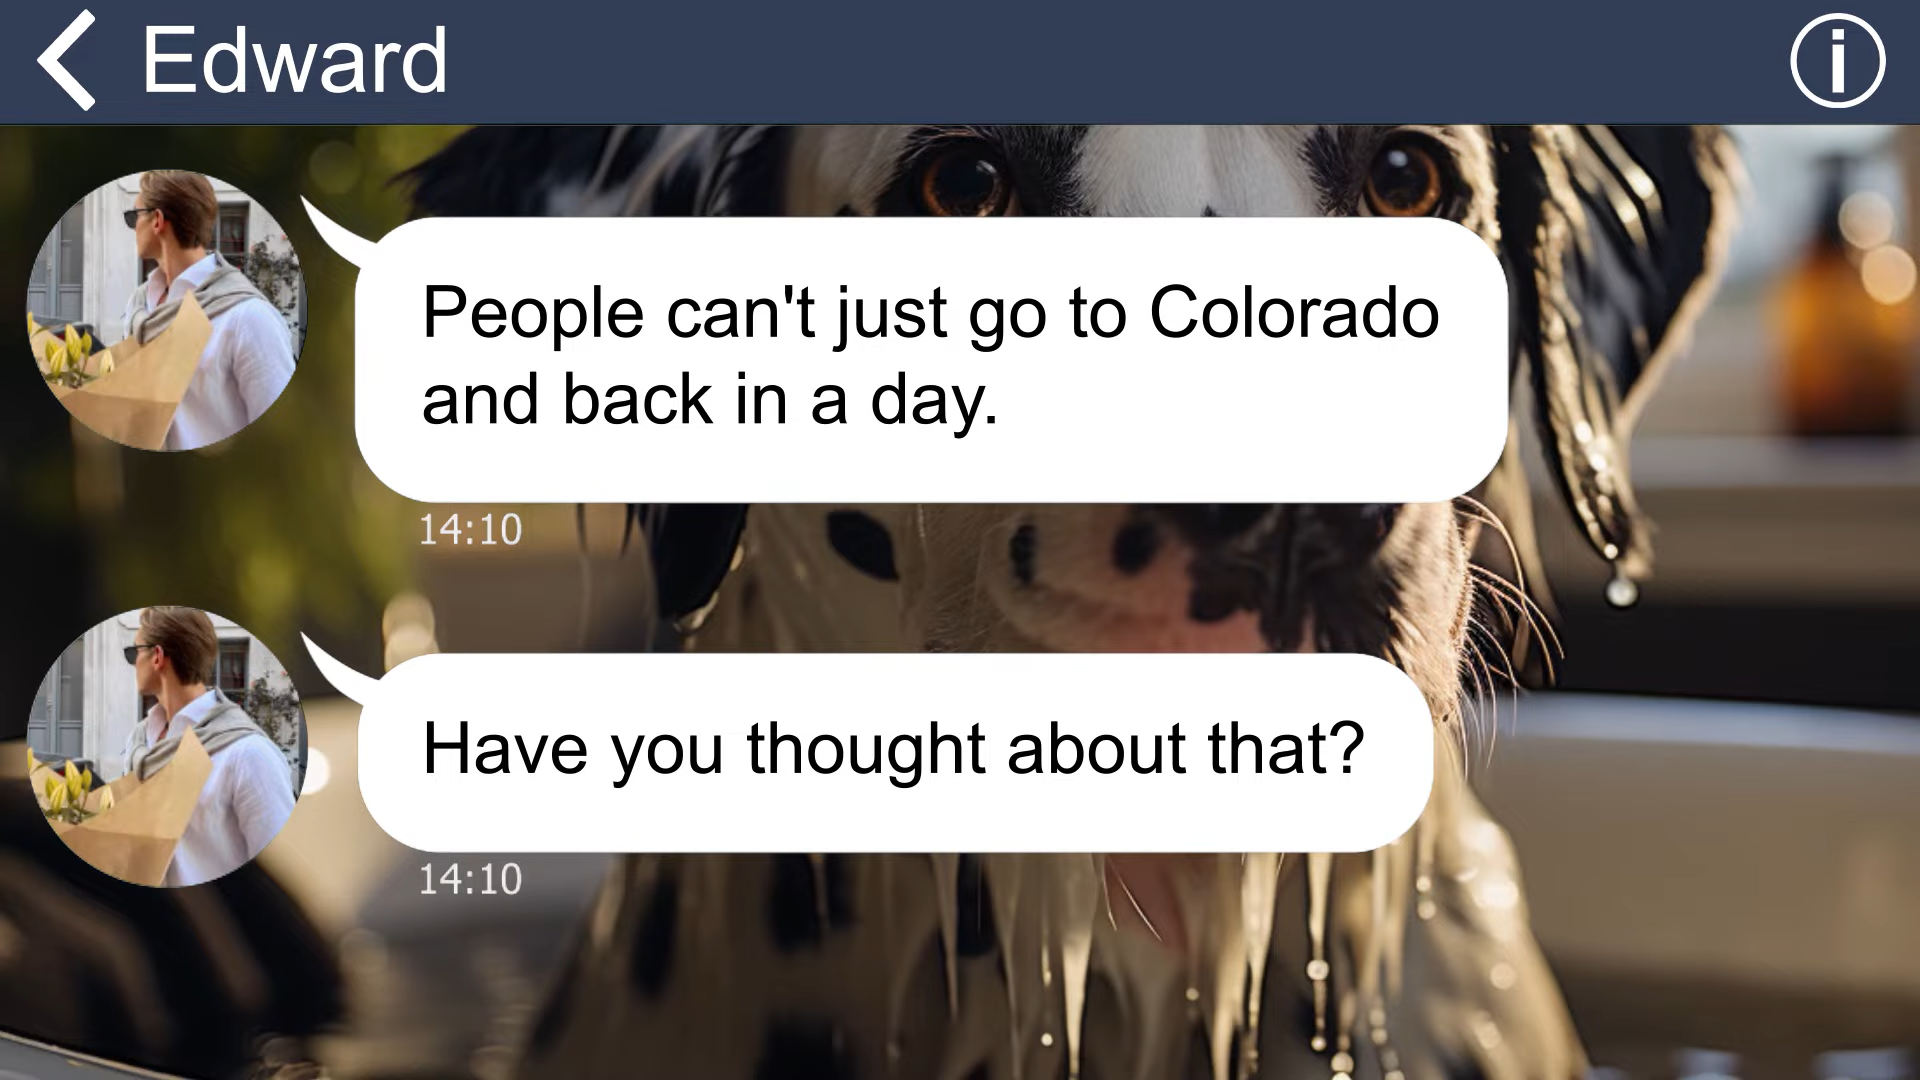 Edward
People can't just go to Colorado
and back in a day.
14:10
Have you thought about that?
14:10